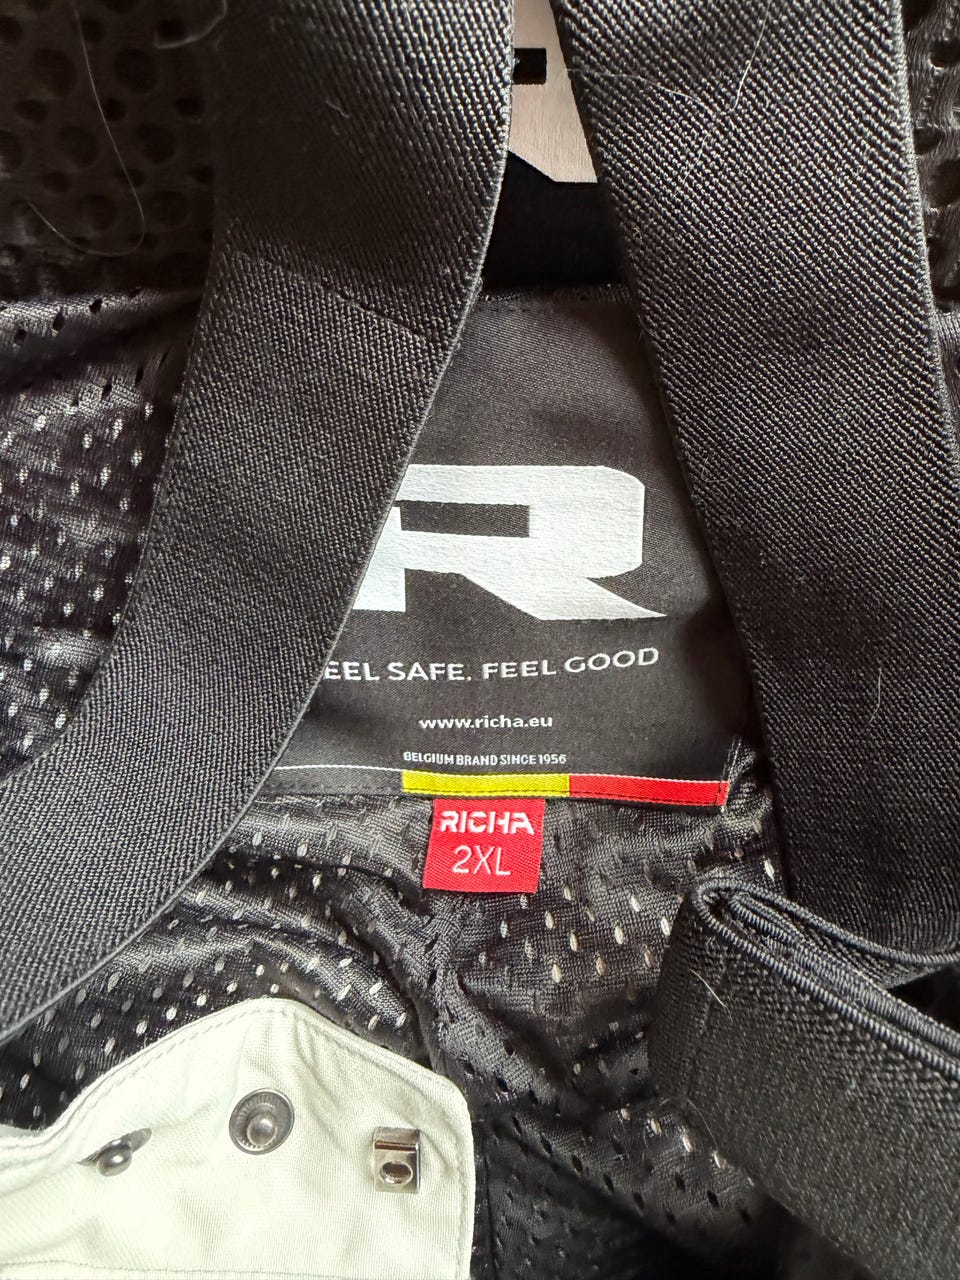 R
EEL SAFE. FEEL GOOD
www.richa.eu
BELGIUM BRAND SINCE 1956
RICHA
2XL